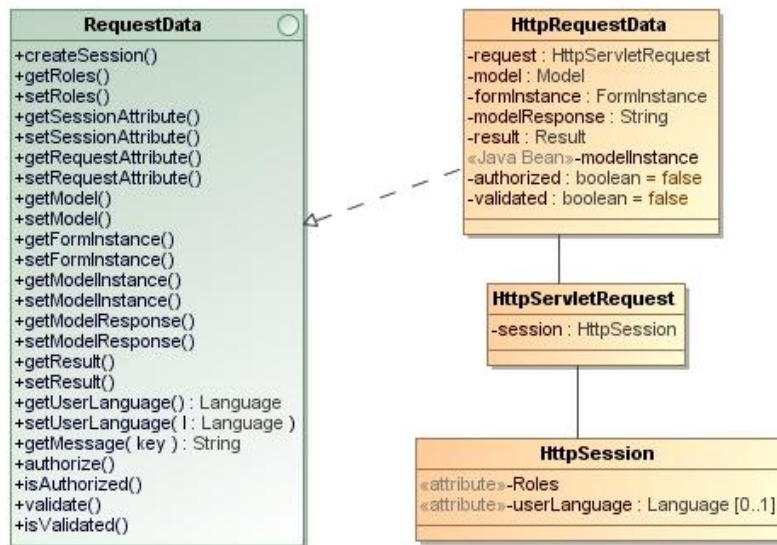 RequestData
+createSession()
+getRoles()
+setRoles()
+getSessionAttribute()
+setSessionAttribute()
+getRequestAttribute()
+setRequestAttribute()
+getModel()
+setModel()
+getFormInstance()
+setFormInstance()
+getModelInstance()
+setModelInstance()
+getModelResponse()
+setModelResponse()
+getResult()
+setResult()
+getUserLanguage() : Language
+setUserLanguage( l : Language )
+getMessage( key ) : String
+authorize()
+isAuthorized()
+validate()
+isValidated()
HttpRequestData
-request : HttpServletRequest
-model : Model
-formInstance : FormInstance
-modelResponse : String
-result : Result
«Java Bean»-modelInstance
-authorized : boolean = false
-validated : boolean = false
HttpServletRequest
-session : HttpSession
HttpSession
«attribute»-Roles
«attribute»-userLanguage : Language [0..1]